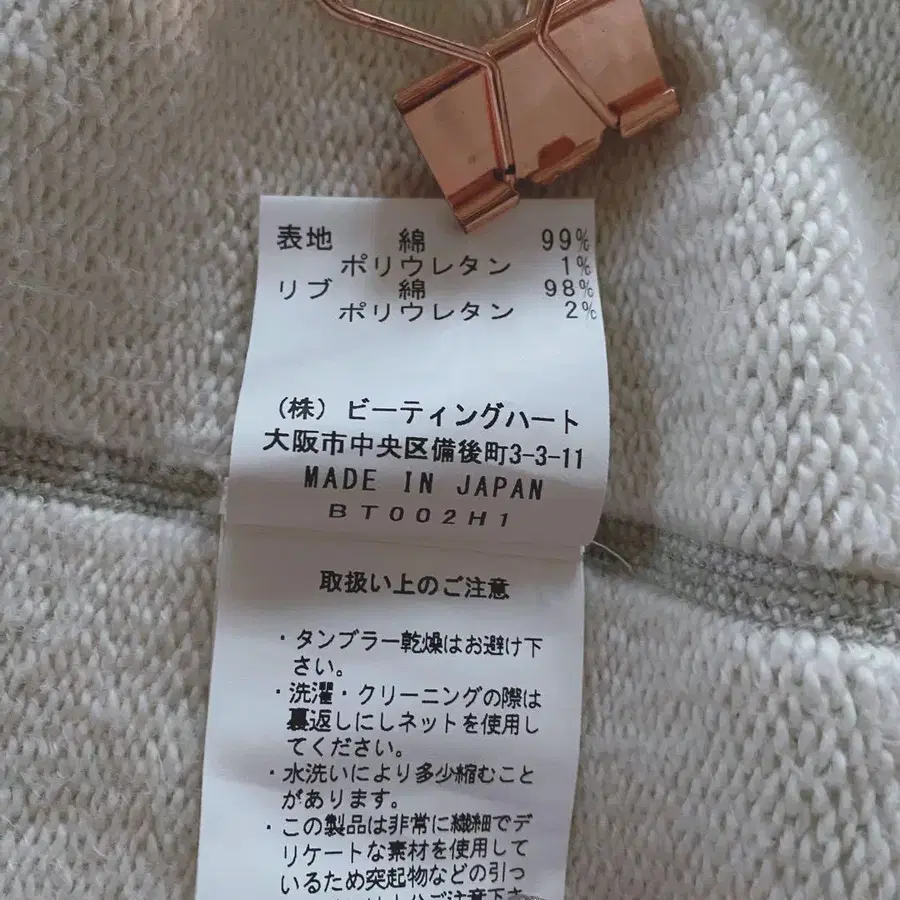 表地 綿 99%
ポリウレタン 1%
リブ 綿 98%
ポリウレタン 2%
(株) ビーティングハート
大阪市中央区備後町3-3-11
MADE IN JAPAN
BT002H1
取扱い上のご注意
・タンブラー乾燥はお避け下
さい。
・洗濯・クリーニングの際は
裏返しにしネットを使用し
てください。
・水洗いにより多少縮むこと
があります。
・この製品は非常に繊細でデ
リケートな素材を使用して
いるため突起物などの引っ
ご注意下さ